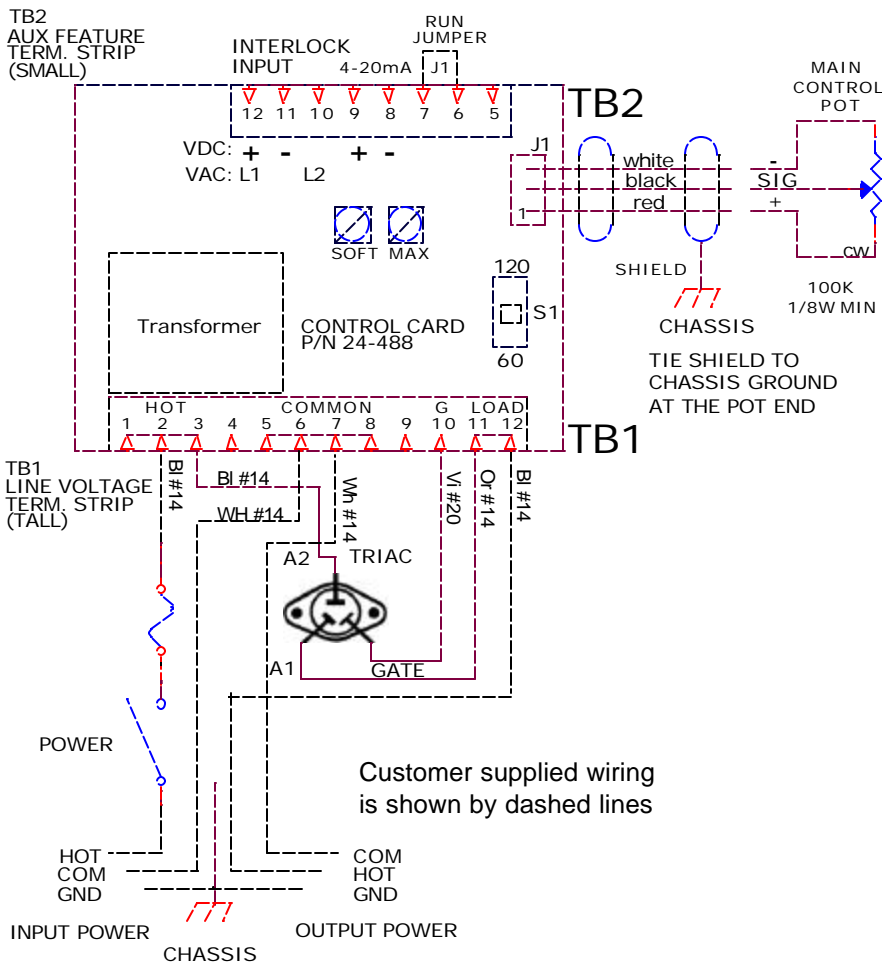 TB2
AUX FEATURE
TERM. STRIP
(SMALL)
INTERLOCK
INPUT
4-20mA
RUN
JUMPER
J1
12 11 10 9 8 7 6 5
TB2
VDC: + - + -
VAC: L1 L2
J1
1
white
black
red
-
SIG
+
MAIN
CONTROL
POT
CW
100K
1/8W MIN
SHIELD
CHASSIS
TIE SHIELD TO
CHASSIS GROUND
AT THE POT END
SOFT MAX
120
S1
60
Transformer
CONTROL CARD
P/N 24-488
HOT COMMON G LOAD
1 2 3 4 5 6 7 8 9 10 11 12
TB1
TB1
LINE VOLTAGE
TERM. STRIP
(TALL)
Bl #14
Bl #14
WH #14
Wh #14
Vi #20
Or #14
Bl #14
A2
TRIAC
A1
GATE
POWER
Customer supplied wiring
is shown by dashed lines
HOT
COM
GND
COM
HOT
GND
INPUT POWER
CHASSIS
OUTPUT POWER